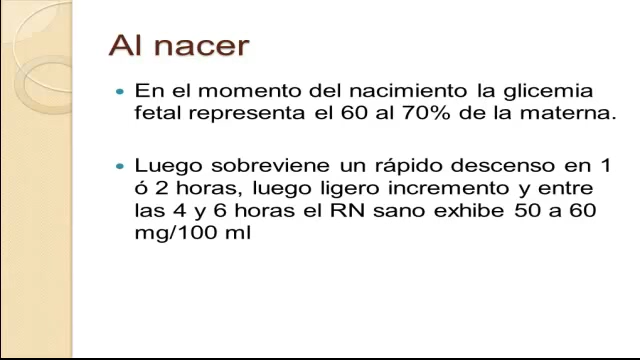 Al nacer
• En el momento del nacimiento la glicemia
fetal representa el 60 al 70% de la materna.
• Luego sobreviene un rápido descenso en 1
ó 2 horas, luego ligero incremento y entre
las 4 y 6 horas el RN sano exhibe 50 a 60
mg/100 ml